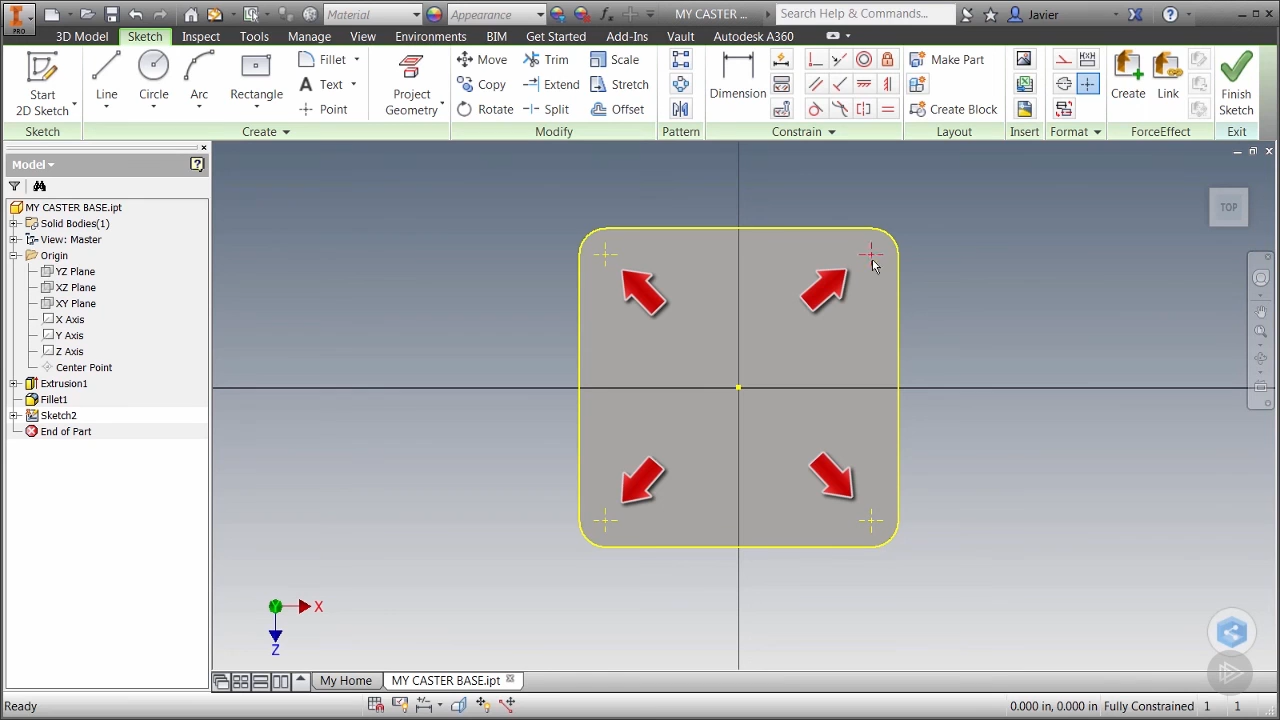 PRO
Material
Appearance
MY CASTER ...
Search Help & Commands...
Javier
3D Model
Sketch
Inspect
Tools
Manage
View
Environments
BIM
Get Started
Add-Ins
Vault
Autodesk A360
Start
2D Sketch
Line
Circle
Arc
Rectangle
Fillet
Text
Point
Project
Geometry
Move
Copy
Rotate
Trim
Extend
Split
Scale
Stretch
Offset
Dimension
Make Part
Create Block
Create
Link
Finish
Sketch
Sketch
Create
Modify
Pattern
Constrain
Layout
Insert
Format
ForceEffect
Exit
Model
MY CASTER BASE.ipt
Solid Bodies(1)
View: Master
Origin
YZ Plane
XZ Plane
XY Plane
X Axis
Y Axis
Z Axis
Center Point
Extrusion1
Fillet1
Sketch2
End of Part
TOP
Y
X
Z
My Home
MY CASTER BASE.ipt
Ready
0.000 in, 0.000 in
Fully Constrained
1
1